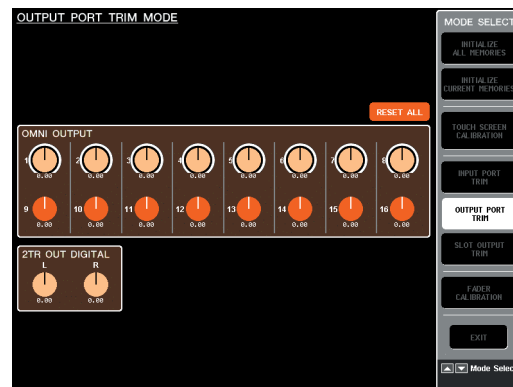 OUTPUT PORT TRIM MODE
RESET ALL
OMNI OUTPUT
1 2 3 4 5 6 7 8
0.00 0.00 0.00 0.00 0.00 0.00 0.00 0.00
9 10 11 12 13 14 15 16
0.00 0.00 0.00 0.00 0.00 0.00 0.00 0.00
2TR OUT DIGITAL
L R
0.00 0.00
MODE SELECT
INITIALIZE
ALL MEMORIES
INITIALIZE
CURRENT MEMORIES
TOUCH SCREEN
CALIBRATION
INPUT PORT
TRIM
OUTPUT PORT
TRIM
SLOT OUTPUT
TRIM
FADER
CALIBRATION
EXIT
Mode Selec